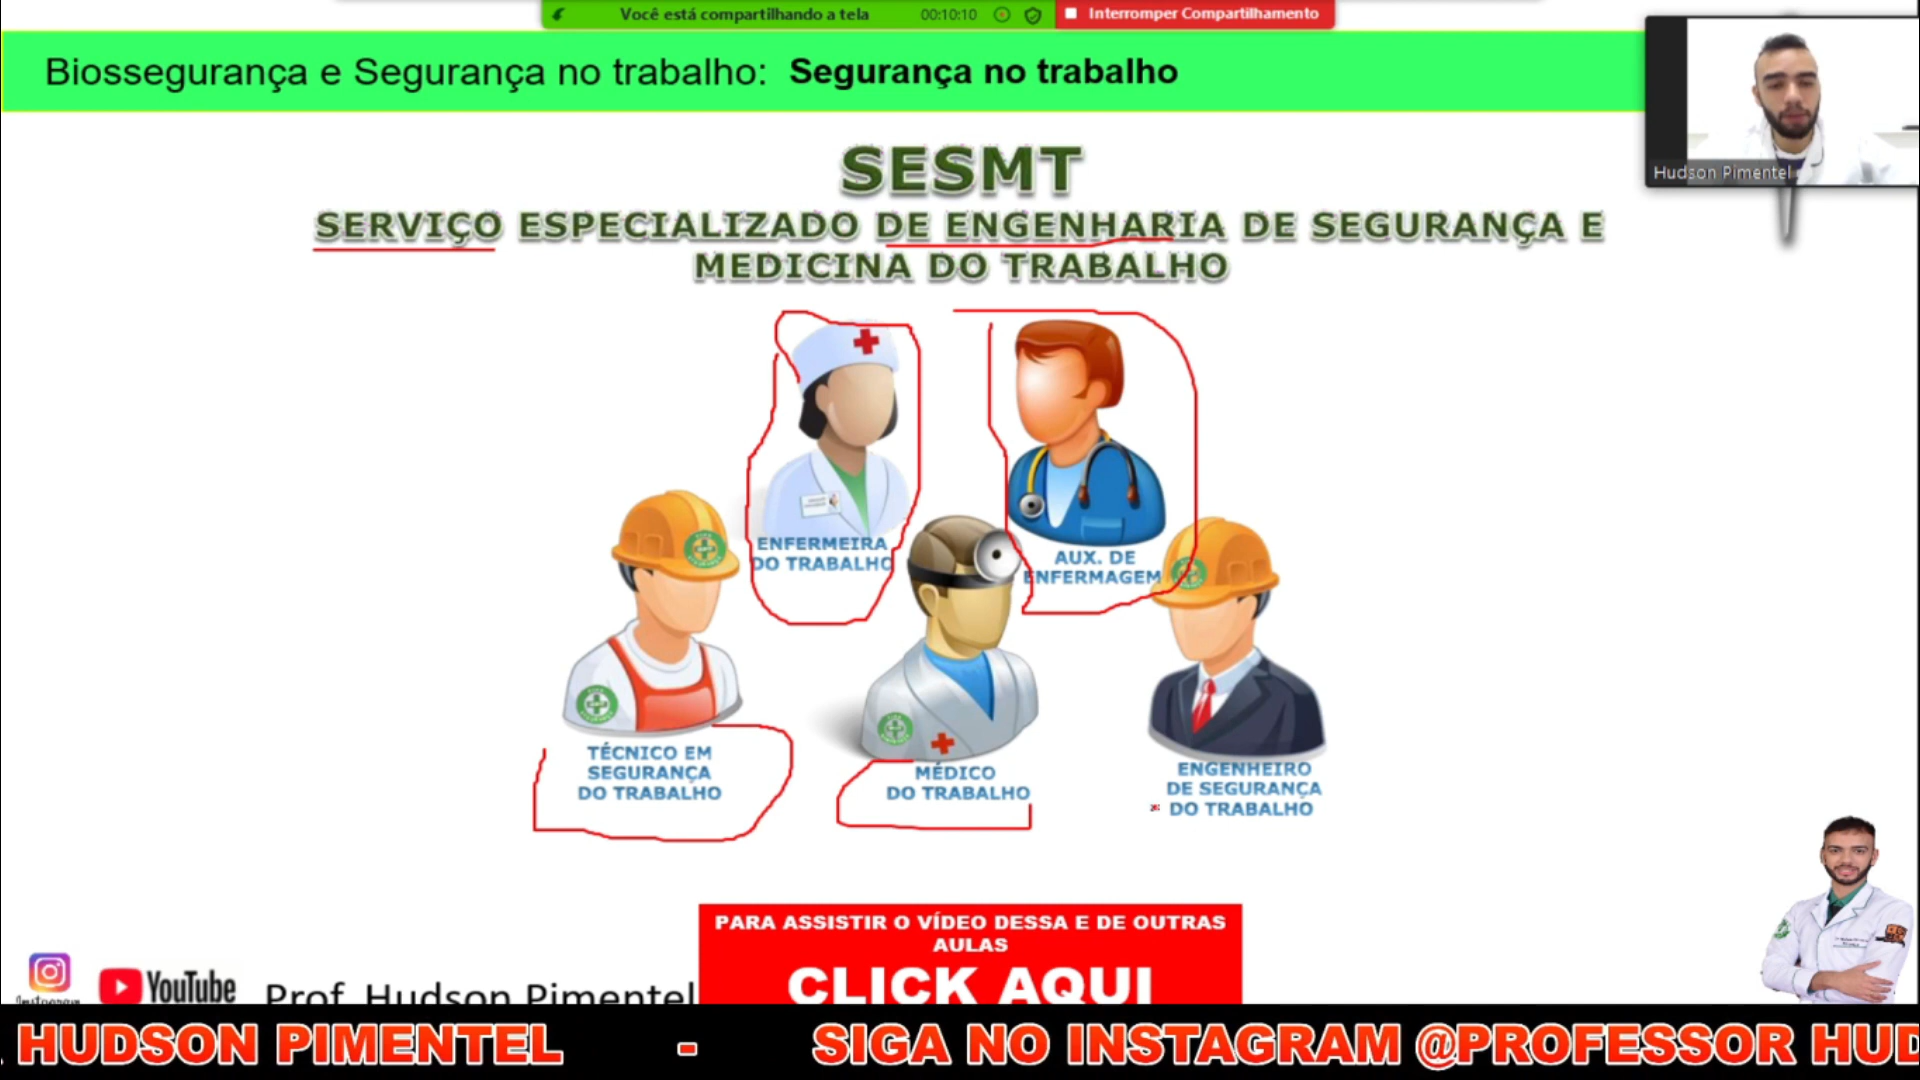 Você está compartilhando a tela 00:10:10 Interromper Compartilhamento
Biossegurança e Segurança no trabalho: Segurança no trabalho
Hudson Pimentel
SESMT
SERVIÇO ESPECIALIZADO DE ENGENHARIA DE SEGURANÇA E
MEDICINA DO TRABALHO
ENFERMEIRA
DO TRABALHO
AUX. DE
ENFERMAGEM
TÉCNICO EM
SEGURANÇA
DO TRABALHO
MÉDICO
DO TRABALHO
ENGENHEIRO
DE SEGURANÇA
DO TRABALHO
PARA ASSISTIR O VÍDEO DESSA E DE OUTRAS
AULAS
CLICK AQUI
Instagram
YouTube
Prof. Hudson Pimentel
HUDSON PIMENTEL - SIGA NO INSTAGRAM @PROFESSOR HUD